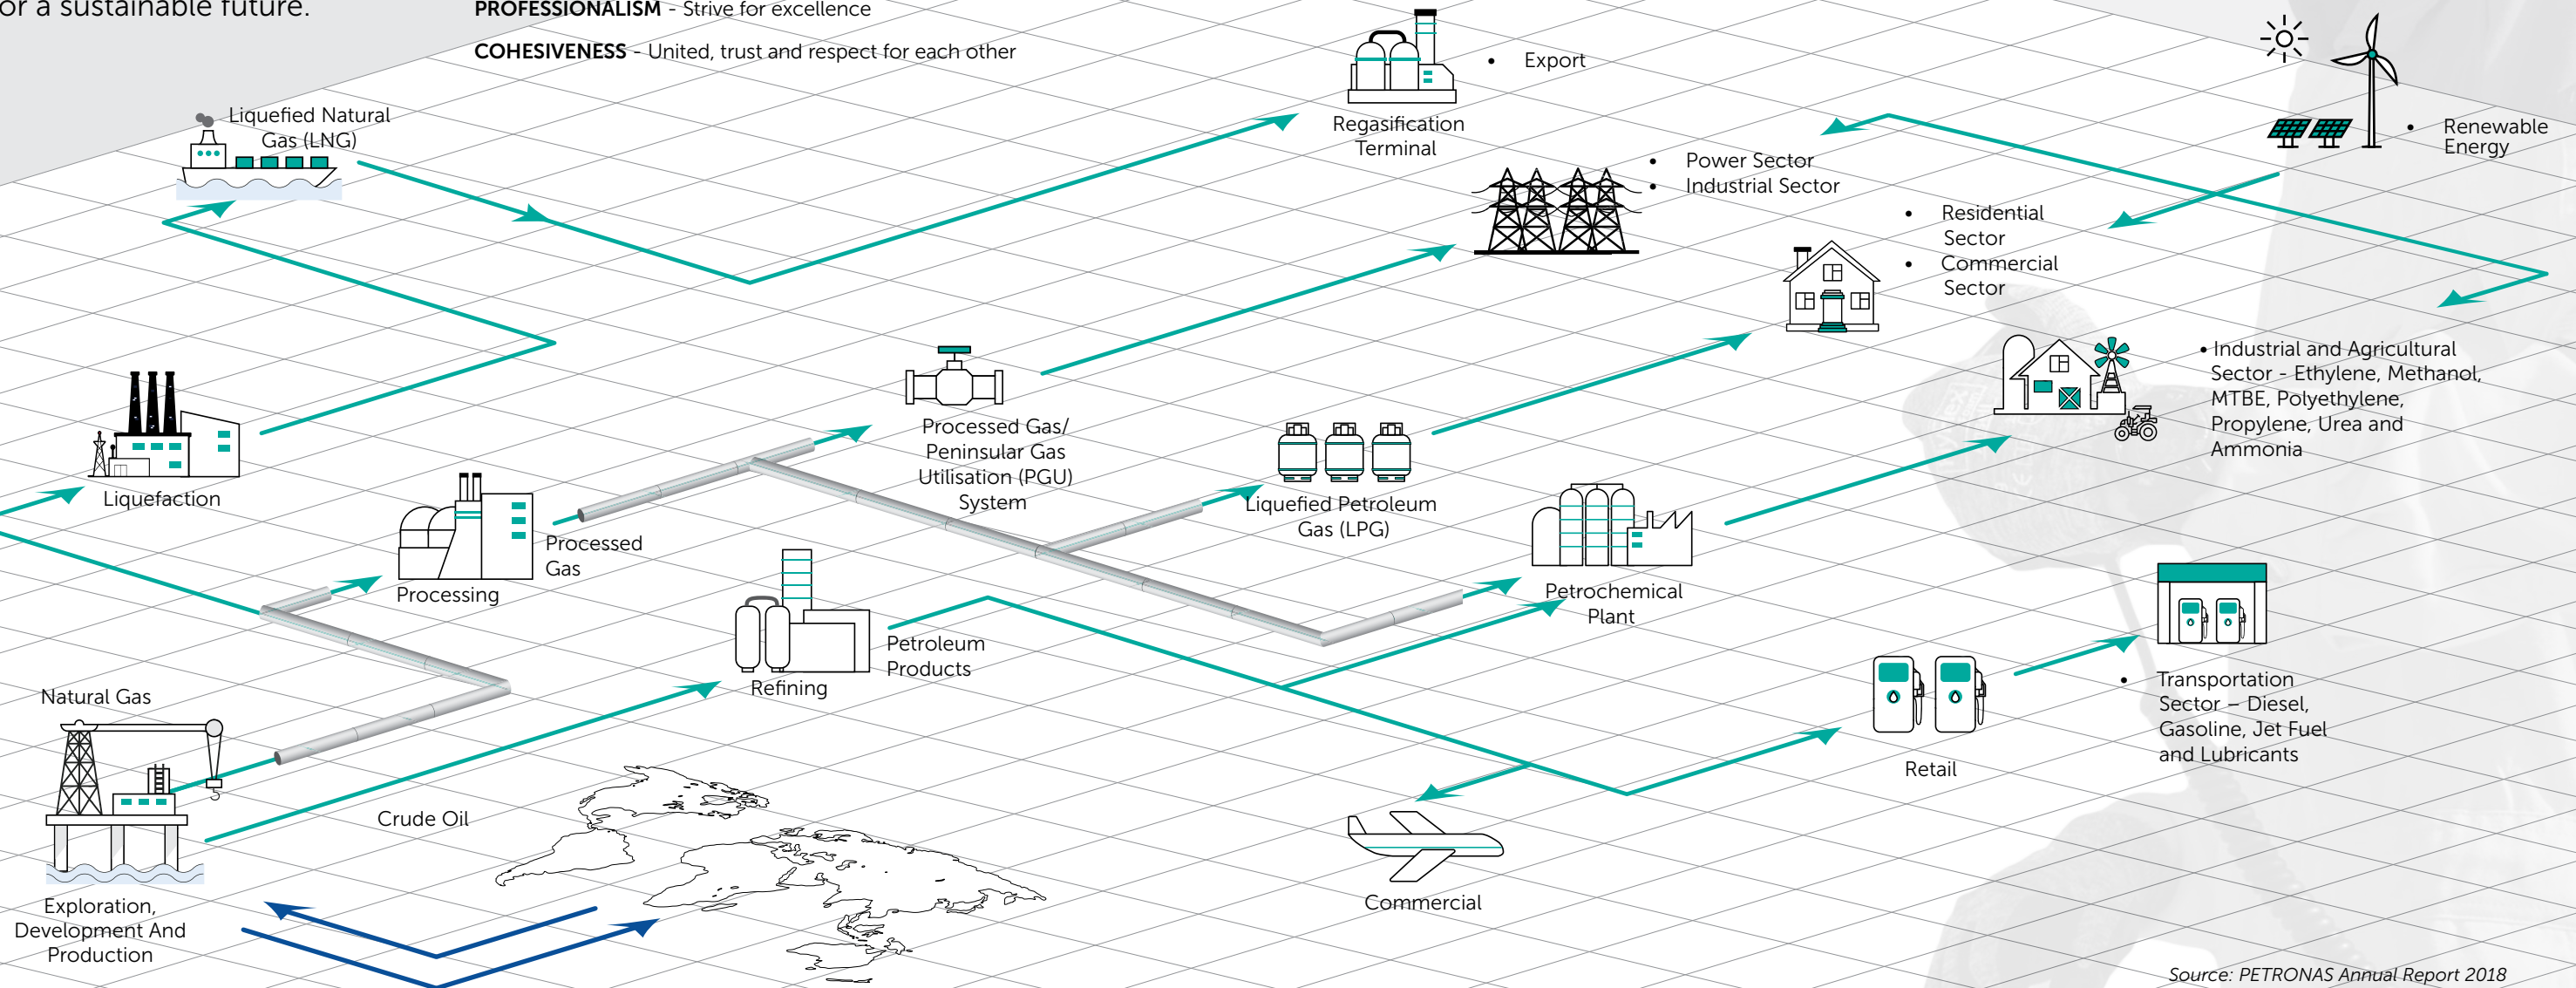 or a sustainable future.
PROFESSIONALISM - Strive for excellence
COHESIVENESS - United, trust and respect for each other
Liquefied Natural
Gas (LNG)
• Export
Regasification
Terminal
• Power Sector
• Industrial Sector
• Renewable
Energy
• Residential
Sector
• Commercial
Sector
• Industrial and Agricultural
Sector - Ethylene, Methanol,
MTBE, Polyethylene,
Propylene, Urea and
Ammonia
Liquefaction
Processed Gas/
Peninsular Gas
Utilisation (PGU)
System
Liquefied Petroleum
Gas (LPG)
Processed
Gas
Processing
Petrochemical
Plant
Petroleum
Products
Refining
Natural Gas
• Transportation
Sector – Diesel,
Gasoline, Jet Fuel
and Lubricants
Retail
Crude Oil
Commercial
Exploration,
Development And
Production
Source: PETRONAS Annual Report 2018